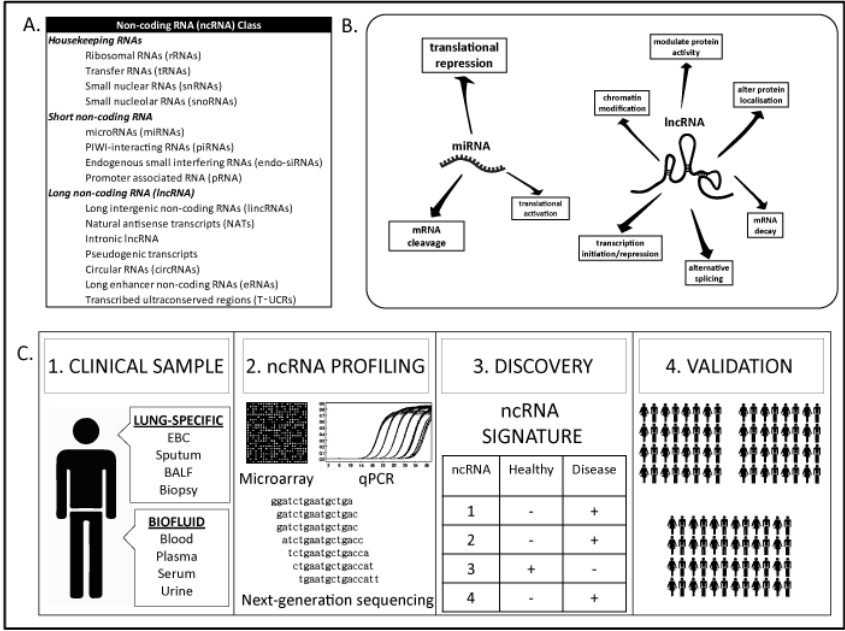 A.
Non-coding RNA (ncRNA) Class
Housekeeping RNAs
Ribosomal RNAs (rRNAs)
Transfer RNAs (tRNAs)
Small nuclear RNAs (snRNAs)
Small nucleolar RNAs (snoRNAs)
Short non-coding RNA
microRNAs (miRNAs)
PIWI-interacting RNAs (piRNAs)
Endogenous small interfering RNAs (endo-siRNAs)
Promoter associated RNA (pRNA)
Long non-coding RNA (lncRNA)
Long intergenic non-coding RNAs (lincRNAs)
Natural antisense transcripts (NATs)
Intronic lncRNA
Pseudogenic transcripts
Circular RNAs (circRNAs)
Long enhancer non-coding RNAs (eRNAs)
Transcribed ultraconserved regions (T-UCRs)
B.
translational
repression
miRNA
mRNA
cleavage
translational
activation
modulate protein
activity
chromatin
modification
lncRNA
alter protein
localisation
mRNA
decay
transcription
initiation/repression
alternative
splicing
C.
1. CLINICAL SAMPLE
LUNG-SPECIFIC
EBC
Sputum
BALF
Biopsy
BIOFLUID
Blood
Plasma
Serum
Urine
2. ncRNA PROFILING
Microarray
qPCR
ggatctgaatgctga
gatctgaatgctgac
gatctgaatgctgac
atctgaatgctgacc
tctgaatgctgacca
ctgaatgctgaccat
tgaatgctgaccatt
Next-generation sequencing
3. DISCOVERY
ncRNA
SIGNATURE
ncRNA Healthy Disease
1 - +
2 - +
3 + -
4 - +
4. VALIDATION